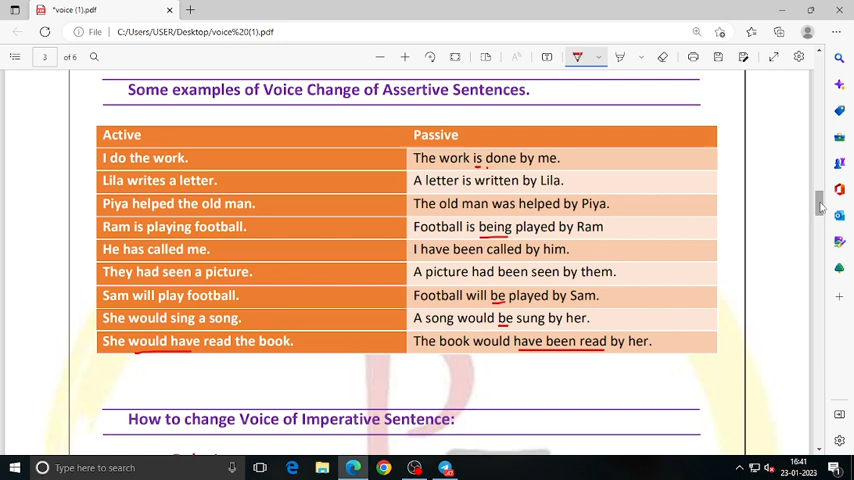 *voice (1).pdf
File C:/Users/USER/Desktop/voice%20(1).pdf
3 of 6
Some examples of Voice Change of Assertive Sentences.
Active Passive
I do the work. The work is done by me.
Lila writes a letter. A letter is written by Lila.
Piya helped the old man. The old man was helped by Piya.
Ram is playing football. Football is being played by Ram
He has called me. I have been called by him.
They had seen a picture. A picture had been seen by them.
Sam will play football. Football will be played by Sam.
She would sing a song. A song would be sung by her.
She would have read the book. The book would have been read by her.
How to change Voice of Imperative Sentence:
Type here to search
16:41
23-01-2023